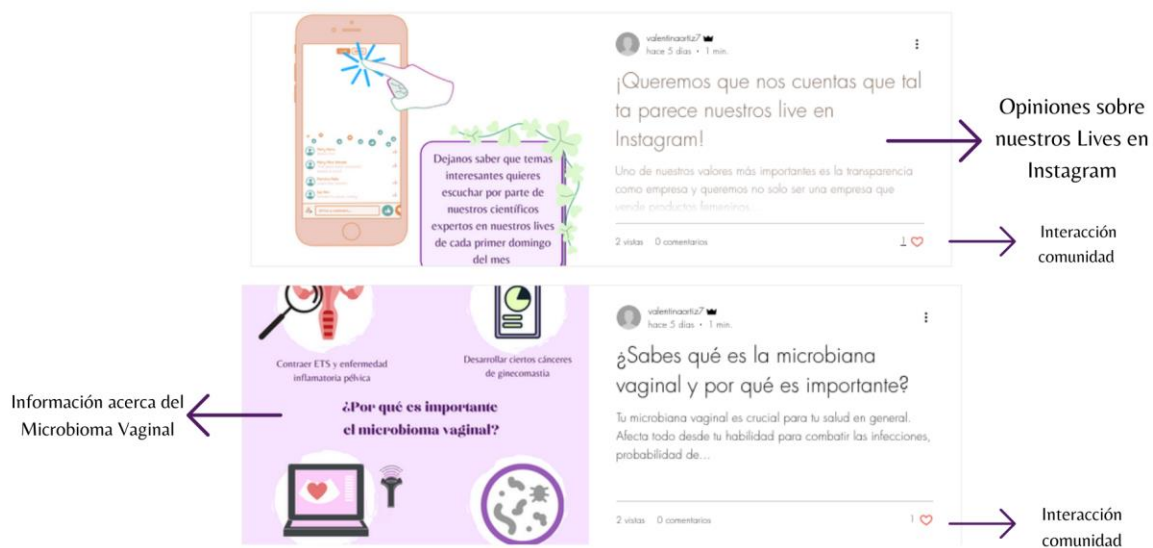 valentinaortiz7
hace 5 días • 1 min.
¡Queremos que nos cuentas que tal
ta parece nuestros live en
Instagram!
Uno de nuestros valores más importantes es la transparencia
como empresa y queremos no solo ser una empresa que
vende productos femeninos...
2 vistas 0 comentarios
1
Dejanos saber que temas
interesantes quieres
escuchar por parte de
nuestros científicos
expertos en nuestros lives
de cada primer domingo
del mes
Opiniones sobre
nuestros Lives en
Instagram
Interacción
comunidad
Contraer ETS y enfermedad
inflamatoria pélvica
Desarrollar ciertos cánceres
de ginecomastia
¿Por qué es importante
el microbioma vaginal?
Información acerca del
Microbioma Vaginal
valentinaortiz7
hace 5 días • 1 min.
¿Sabes qué es la microbiana
vaginal y por qué es importante?
Tu microbiana vaginal es crucial para tu salud en general.
Afecta todo desde tu habilidad para combatir las infecciones,
probabilidad de...
2 vistas 0 comentarios
1
Interacción
comunidad